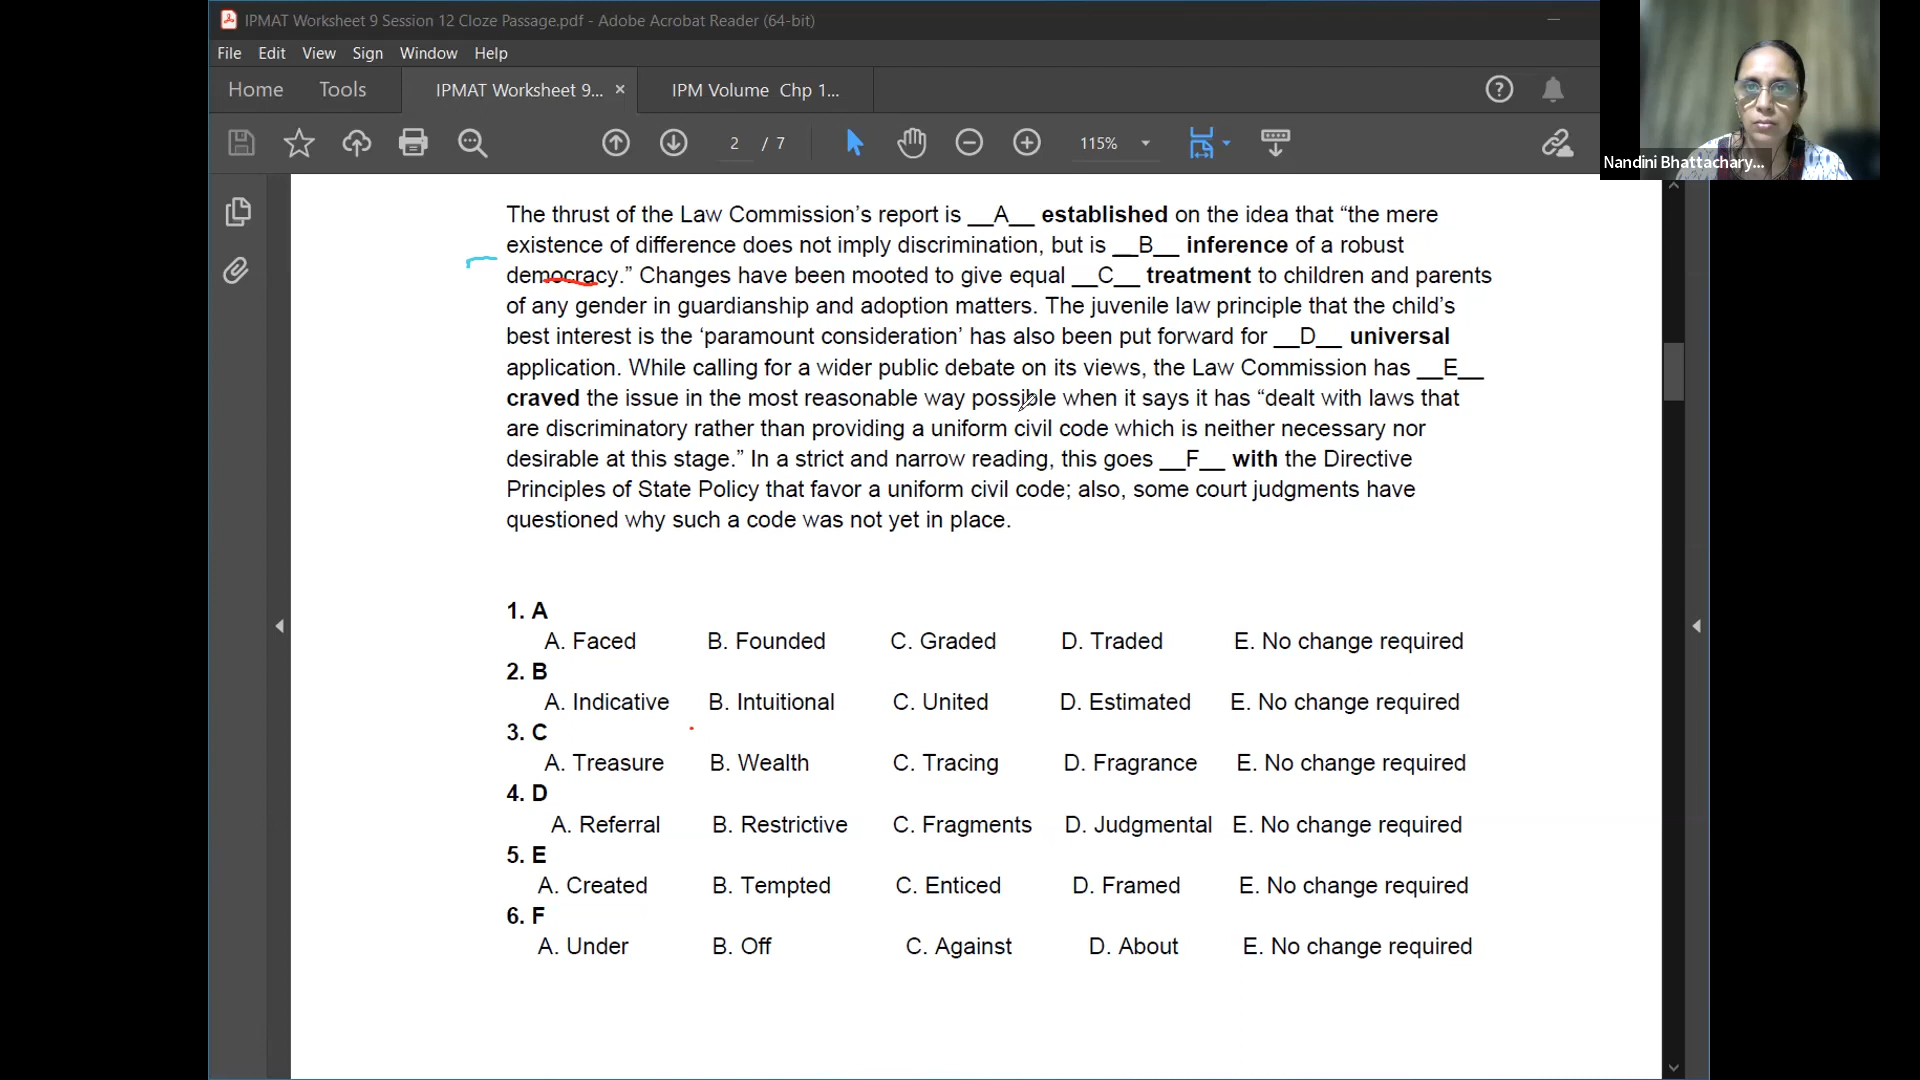 IPMAT Worksheet 9 Session 12 Cloze Passage.pdf - Adobe Acrobat Reader (64-bit)
File Edit View Sign Window Help
Home Tools IPMAT Worksheet 9... × IPM Volume Chp 1...
2 / 7 115%
Nandini Bhattachary...
The thrust of the Law Commission’s report is __A__ established on the idea that “the mere
existence of difference does not imply discrimination, but is __B__ inference of a robust
democracy.” Changes have been mooted to give equal __C__ treatment to children and parents
of any gender in guardianship and adoption matters. The juvenile law principle that the child’s
best interest is the ‘paramount consideration’ has also been put forward for __D__ universal
application. While calling for a wider public debate on its views, the Law Commission has __E__
craved the issue in the most reasonable way possible when it says it has “dealt with laws that
are discriminatory rather than providing a uniform civil code which is neither necessary nor
desirable at this stage.” In a strict and narrow reading, this goes __F__ with the Directive
Principles of State Policy that favor a uniform civil code; also, some court judgments have
questioned why such a code was not yet in place.
1. A
A. Faced B. Founded C. Graded D. Traded E. No change required
2. B
A. Indicative B. Intuitional C. United D. Estimated E. No change required
3. C
A. Treasure B. Wealth C. Tracing D. Fragrance E. No change required
4. D
A. Referral B. Restrictive C. Fragments D. Judgmental E. No change required
5. E
A. Created B. Tempted C. Enticed D. Framed E. No change required
6. F
A. Under B. Off C. Against D. About E. No change required